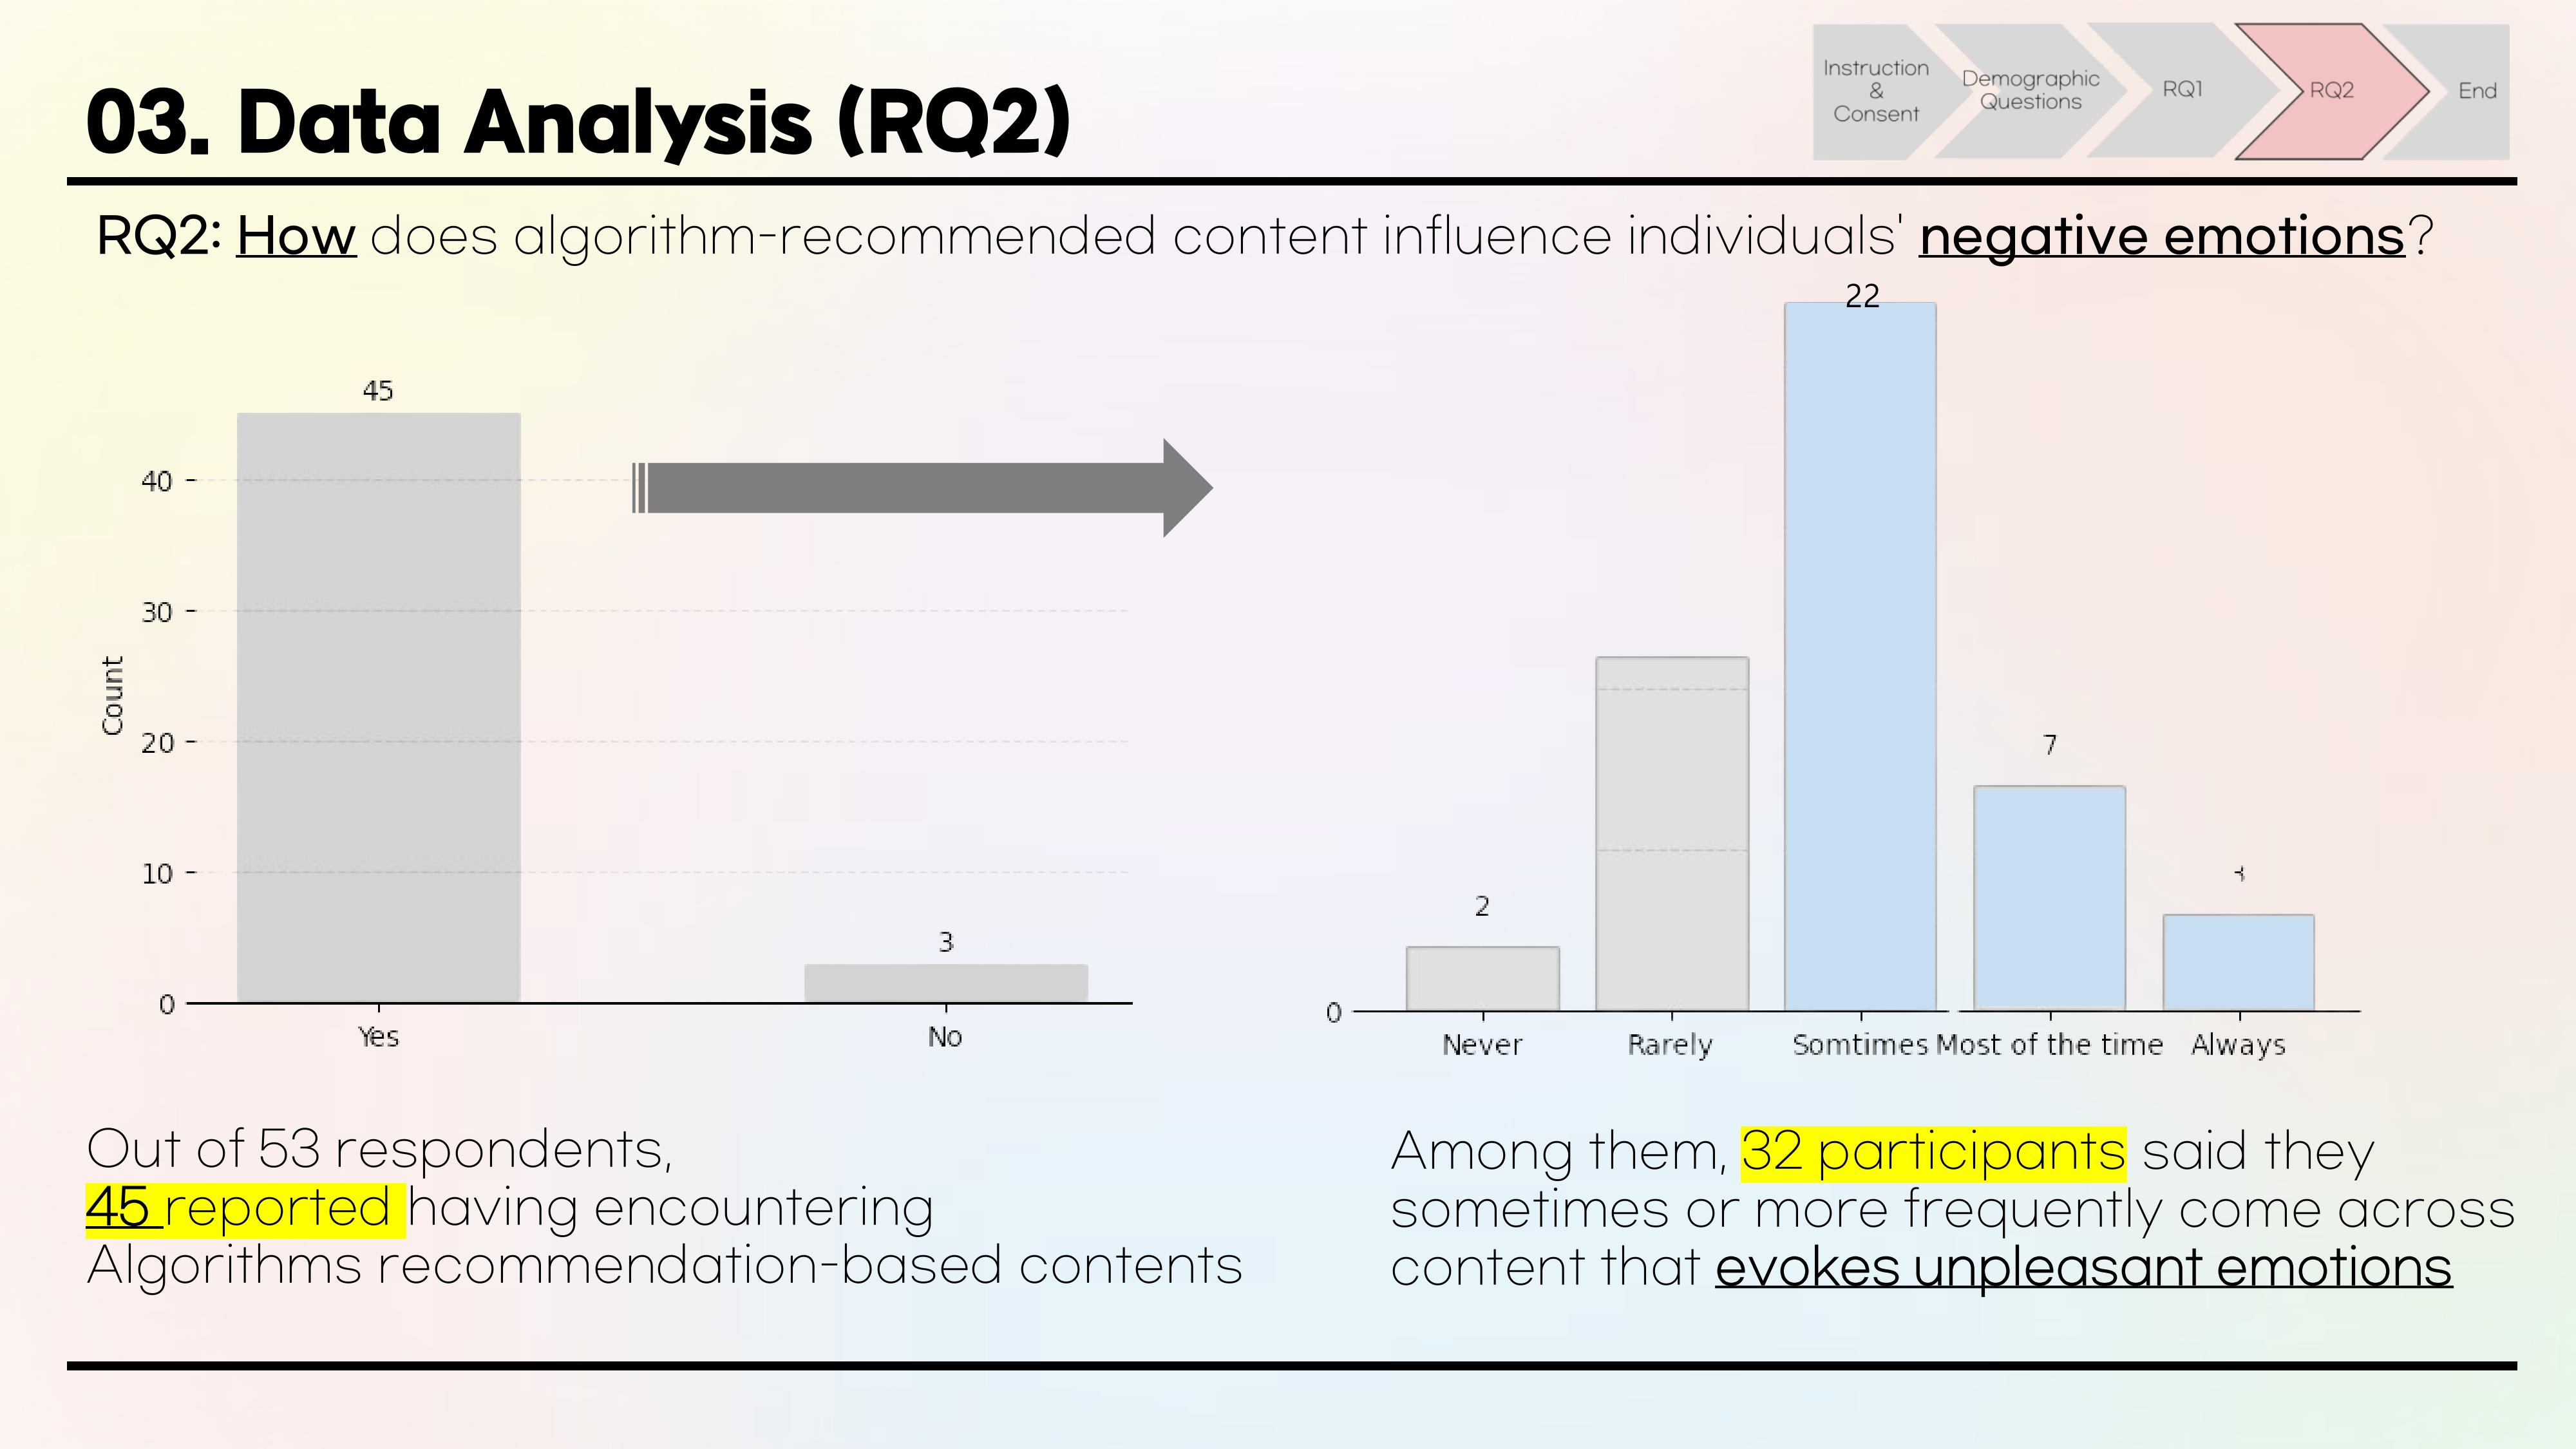 03. Data Analysis (RQ2)
Instruction
&
Consent
Demographic
Questions
RQ1
RQ2
End
RQ2: How does algorithm-recommended content influence individuals' negative emotions?
45
40
30
20
10
0
Count
3
Yes
No
22
7
2
0
Never
Rarely
Somtimes
Most of the time
Always
Out of 53 respondents,
45 reported having encountering
Algorithms recommendation-based contents
Among them, 32 participants said they
sometimes or more frequently come across
content that evokes unpleasant emotions